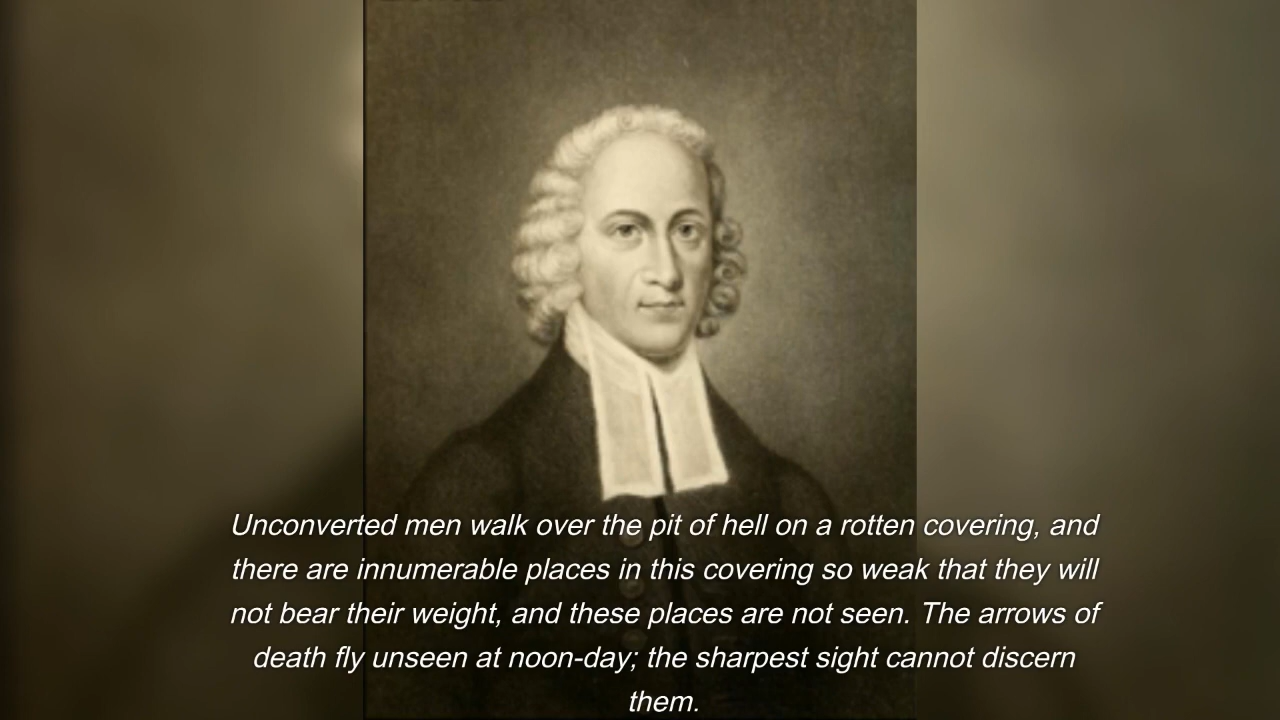 Unconverted men walk over the pit of hell on a rotten covering, and
there are innumerable places in this covering so weak that they will
not bear their weight, and these places are not seen. The arrows of
death fly unseen at noon-day; the sharpest sight cannot discern
them.